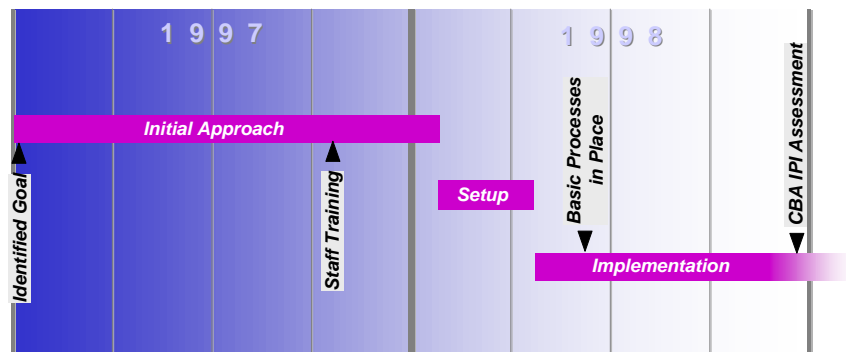 1997
1998
Initial Approach
Identified Goal
Staff Training
Setup
Basic Processes
in Place
CBA IPI Assessment
Implementation